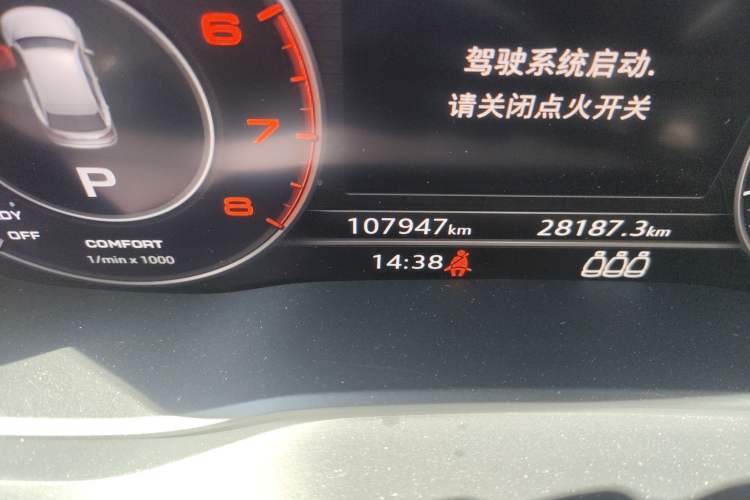 6
驾驶系统启动.
请关闭点火开关
7
P
8
DY
OFF
107947km
28187.3km
COMFORT
1/min x 1000
14:38